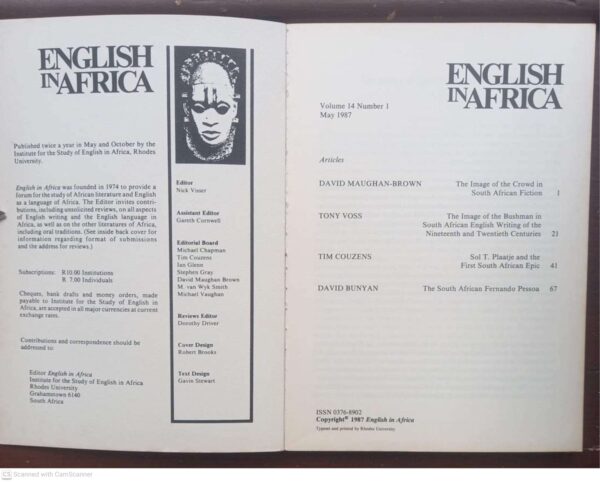 ENGLISH
IN AFRICA
Published twice a year in May and October by the
Institute for the Study of English in Africa, Rhodes
University.
English in Africa was founded in 1974 to provide a
forum for the study of African literature and English
as a language of Africa. The Editor invites contri-
butions, including unsolicited reviews, on all aspects
of English writing and the English language in
Africa, as well as on the other literatures of Africa,
including oral traditions. (See inside back cover for
information regarding format of submissions
and the address for reviews.)
Subscriptions: R10.00 Institutions
R 7.00 Individuals
Cheques, bank drafts and money orders, made
payable to Institute for the Study of English in
Africa, are accepted in all major currencies at current
exchange rates.
Contributions and correspondence should be
addressed to:
Editor English in Africa
Institute for the Study of English in Africa
Rhodes University
Grahamstown 6140
South Africa
Editor
Nick Visser
Assistant Editor
Gareth Cornwell
Editorial Board
Michael Chapman
Tim Couzens
Ian Glenn
Stephen Gray
David Maughan Brown
M. van Wyk Smith
Michael Vaughan
Reviews Editor
Dorothy Driver
Cover Design
Robert Brooks
Text Design
Gavin Stewart
ENGLISH
IN AFRICA
Volume 14 Number 1
May 1987
Articles
DAVID MAUGHAN-BROWN The Image of the Crowd in
South African Fiction 1
TONY VOSS The Image of the Bushman in
South African English Writing of the
Nineteenth and Twentieth Centuries 21
TIM COUZENS Sol T. Plaatje and the
First South African Epic 41
DAVID BUNYAN The South African Fernando Pessoa 67
ISSN 0376-8902
Copyright® 1987 English in Africa
Typeset and printed by Rhodes University
CS Scanned with CamScanner